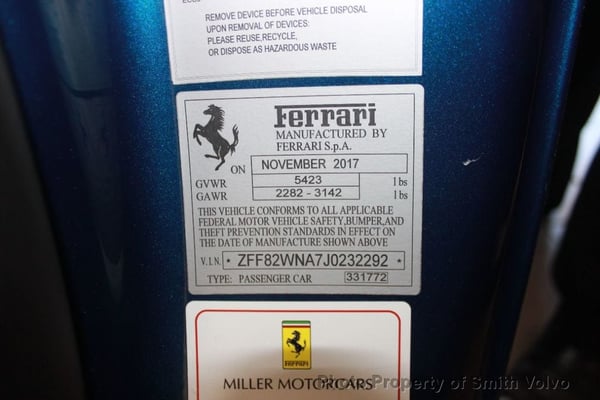 REMOVE DEVICE BEFORE VEHICLE DISPOSAL
UPON REMOVAL OF DEVICES:
PLEASE REUSE,RECYCLE,
OR DISPOSE AS HAZARDOUS WASTE
Ferrari
MANUFACTURED BY
FERRARI S.p.A.
ON NOVEMBER 2017
GVWR 5423 lbs
GAWR 2282 - 3142 lbs
THIS VEHICLE CONFORMS TO ALL APPLICABLE
FEDERAL MOTOR VEHICLE SAFETY,BUMPER,AND
THEFT PREVENTION STANDARDS IN EFFECT ON
THE DATE OF MANUFACTURE SHOWN ABOVE
V.I.N. * ZFF82WNA7J0232292 *
TYPE: PASSENGER CAR 331772
Ferrari
MILLER MOTORCARS
Photo Property of Smith Volvo